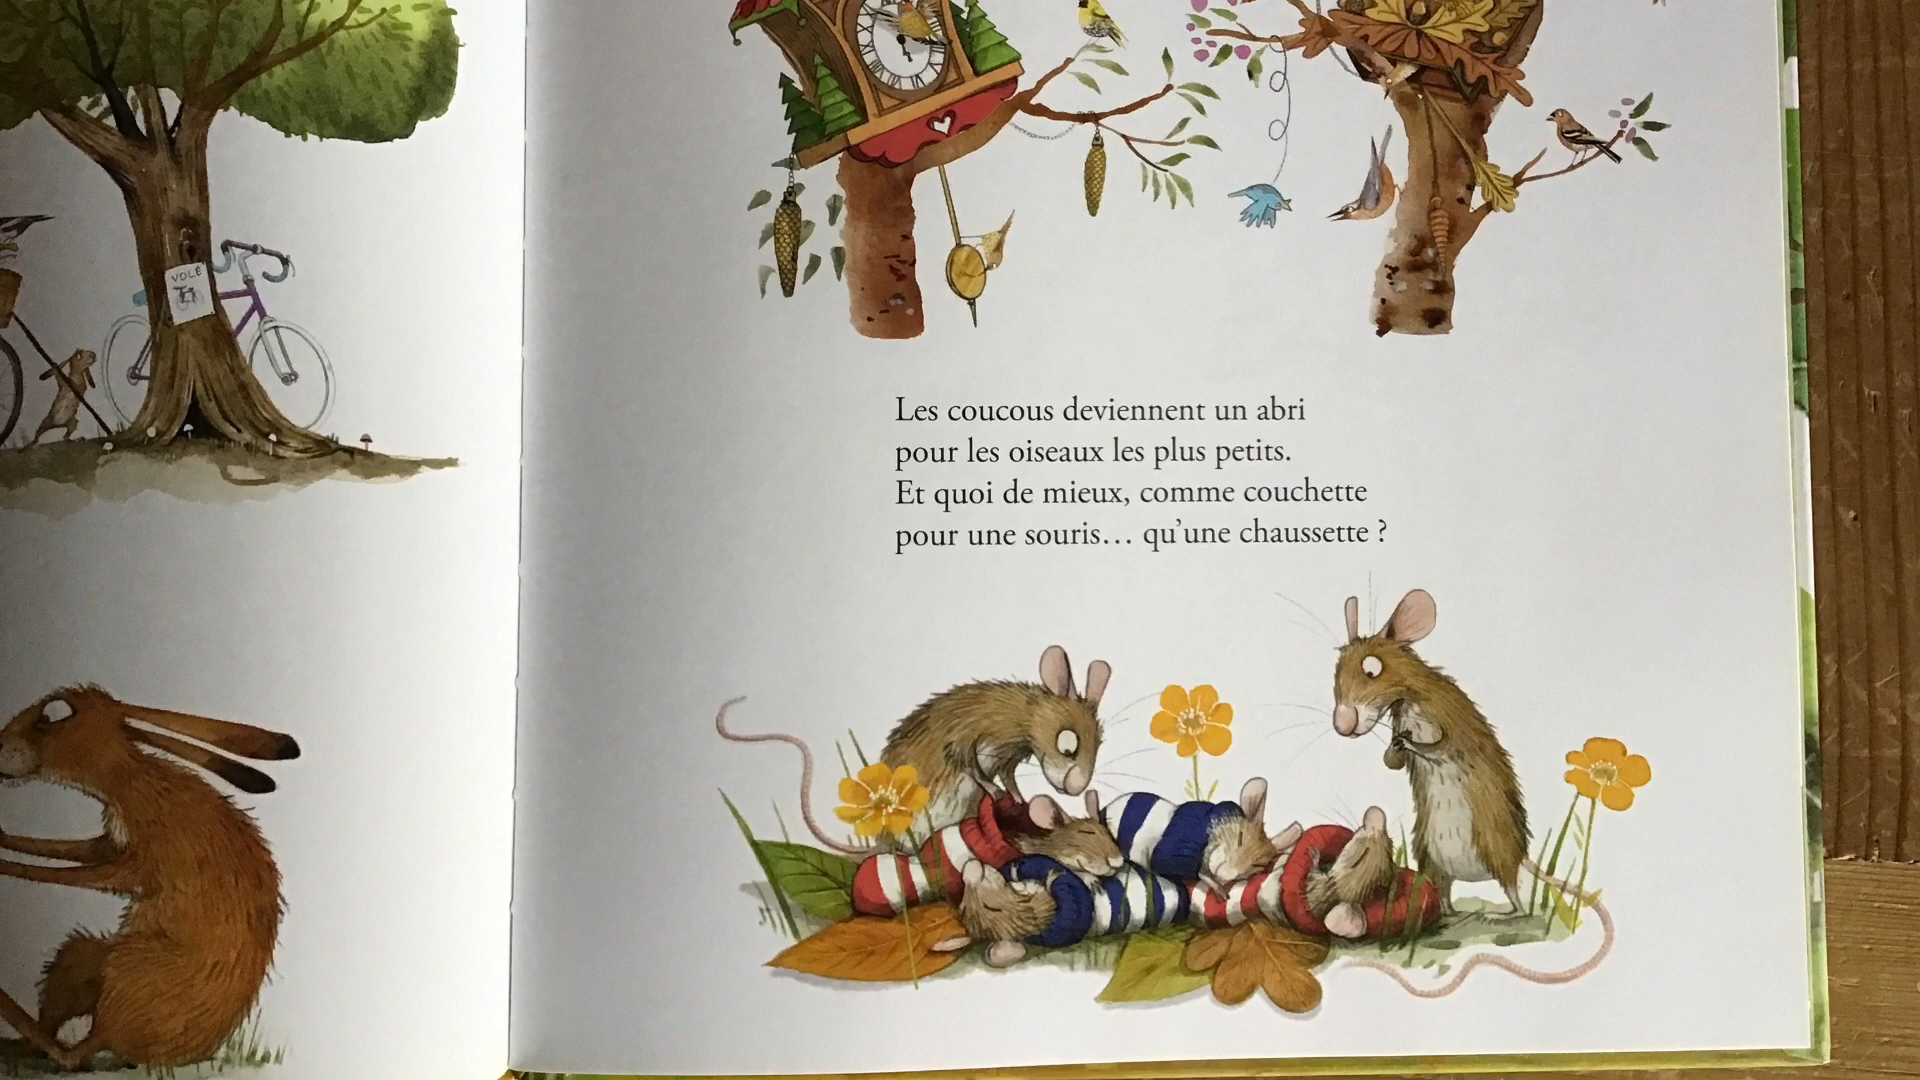 VOLÉ
Les coucous deviennent un abri
pour les oiseaux les plus petits.
Et quoi de mieux, comme couchette
pour une souris… qu'une chaussette ?